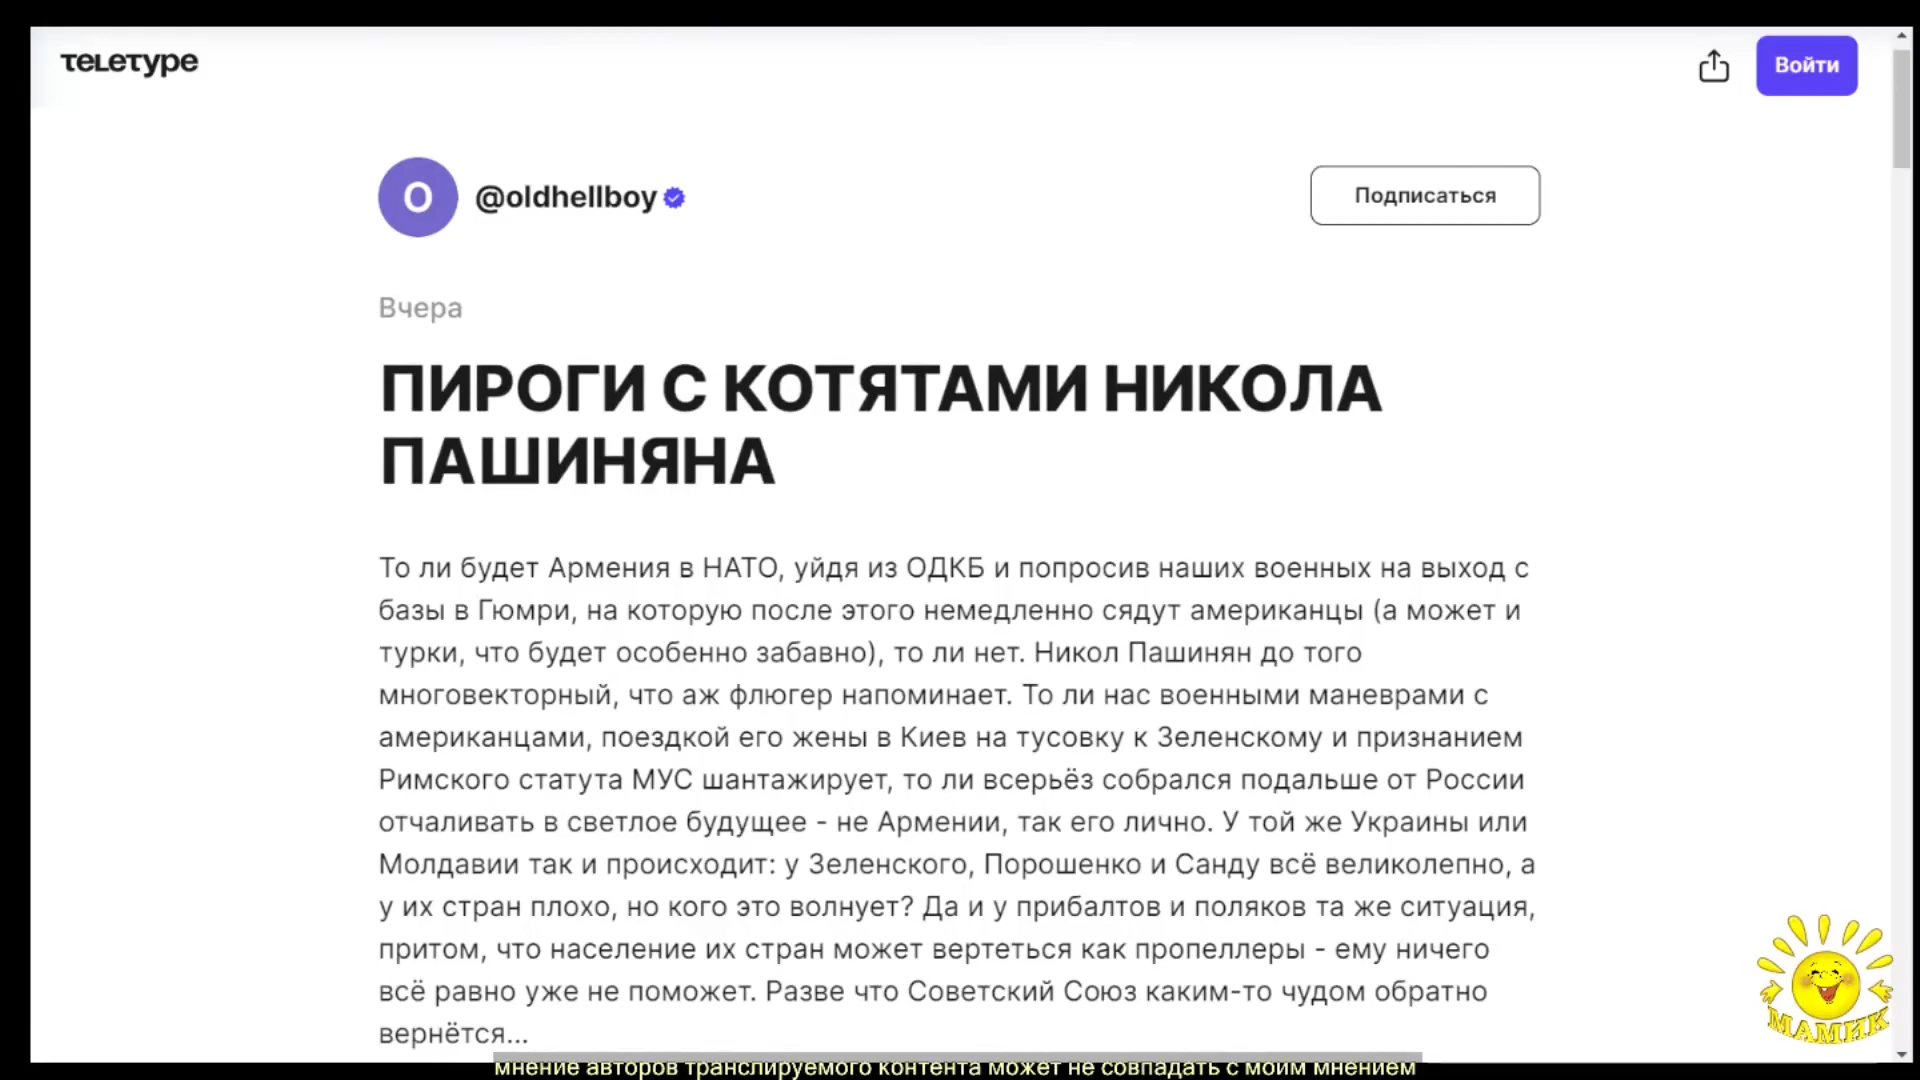 теletype
Войти
O
@oldhellboy
Подписаться
Вчера
ПИРОГИ С КОТЯТАМИ НИКОЛА
ПАШИНЯНА
То ли будет Армения в НАТО, уйдя из ОДКБ и попросив наших военных на выход с
базы в Гюмри, на которую после этого немедленно сядут американцы (а может и
турки, что будет особенно забавно), то ли нет. Никол Пашинян до того
многовекторный, что аж флюгер напоминает. То ли нас военными маневрами с
американцами, поездкой его жены в Киев на тусовку к Зеленскому и признанием
Римского статута МУС шантажирует, то ли всерьёз собрался подальше от России
отчаливать в светлое будущее - не Армении, так его лично. У той же Украины или
Молдавии так и происходит: у Зеленского, Порошенко и Санду всё великолепно, а
у их стран плохо, но кого это волнует? Да и у прибалтов и поляков та же ситуация,
притом, что население их стран может вертеться как пропеллеры - ему ничего
всё равно уже не поможет. Разве что Советский Союз каким-то чудом обратно
вернётся...
МАМИК
мнение авторов транслируемого контента может не совпадать с моим мнением